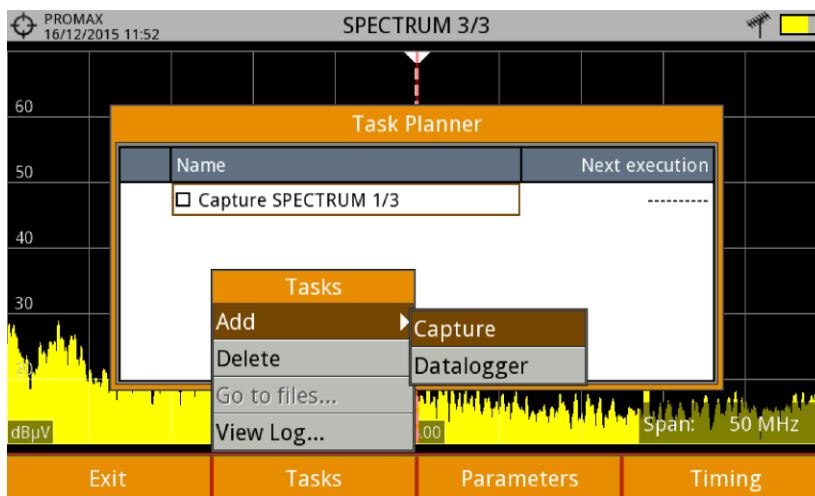 PROMAX
16/12/2015 11:52
SPECTRUM 3/3
60
Task Planner
Name
Next execution
50
Capture SPECTRUM 1/3
---------
40
30
Tasks
Add
Capture
Delete
Datalogger
20
Go to files...
View Log...
dBµV
.00
Span: 50 MHz
Exit
Tasks
Parameters
Timing